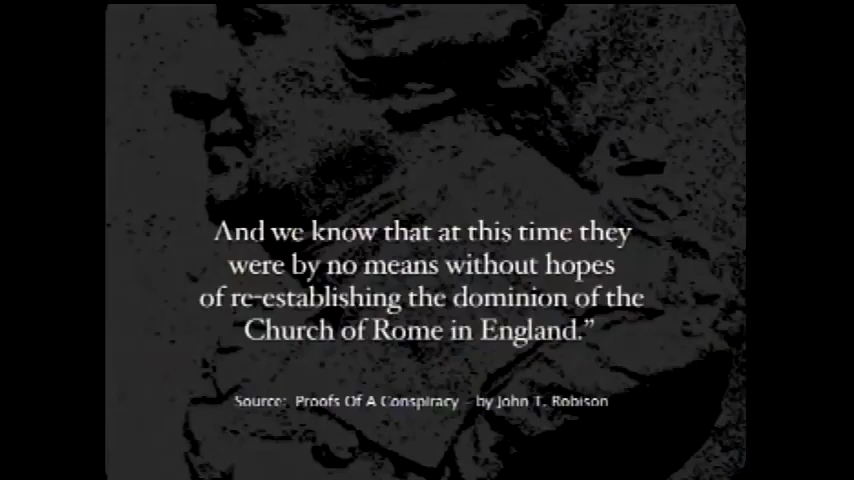 And we know that at this time they
were by no means without hopes
of re-establishing the dominion of the
Church of Rome in England.”
Source: Proofs Of A Conspiracy - by John T. Robison